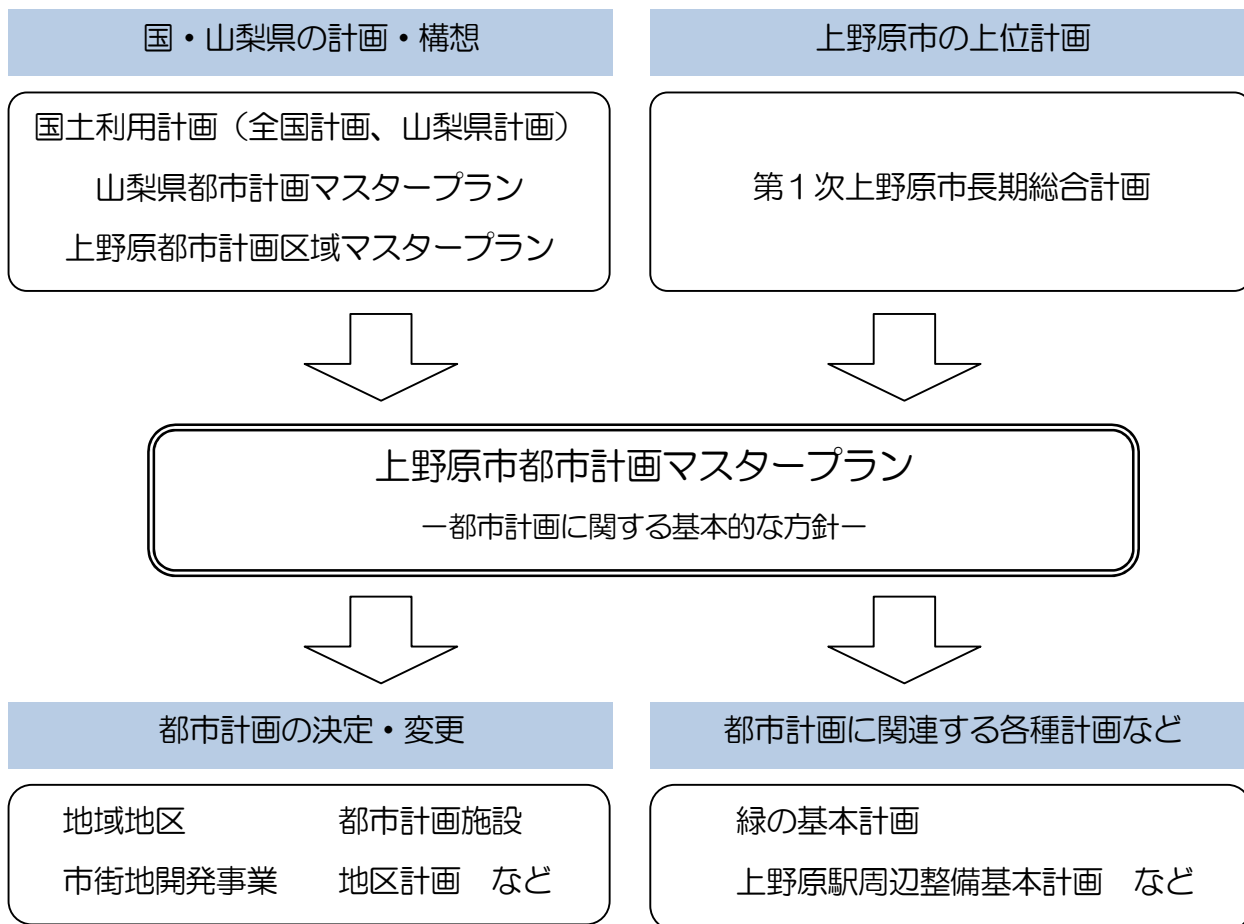 国・山梨県の計画・構想
国土利用計画（全国計画、山梨県計画）
山梨県都市計画マスタープラン
上野原都市計画区域マスタープラン
上野原市の上位計画
第１次上野原市長期総合計画
上野原市都市計画マスタープラン
－都市計画に関する基本的な方針－
都市計画の決定・変更
地域地区　都市計画施設
市街地開発事業　地区計画　など
都市計画に関連する各種計画など
緑の基本計画
上野原駅周辺整備基本計画　など